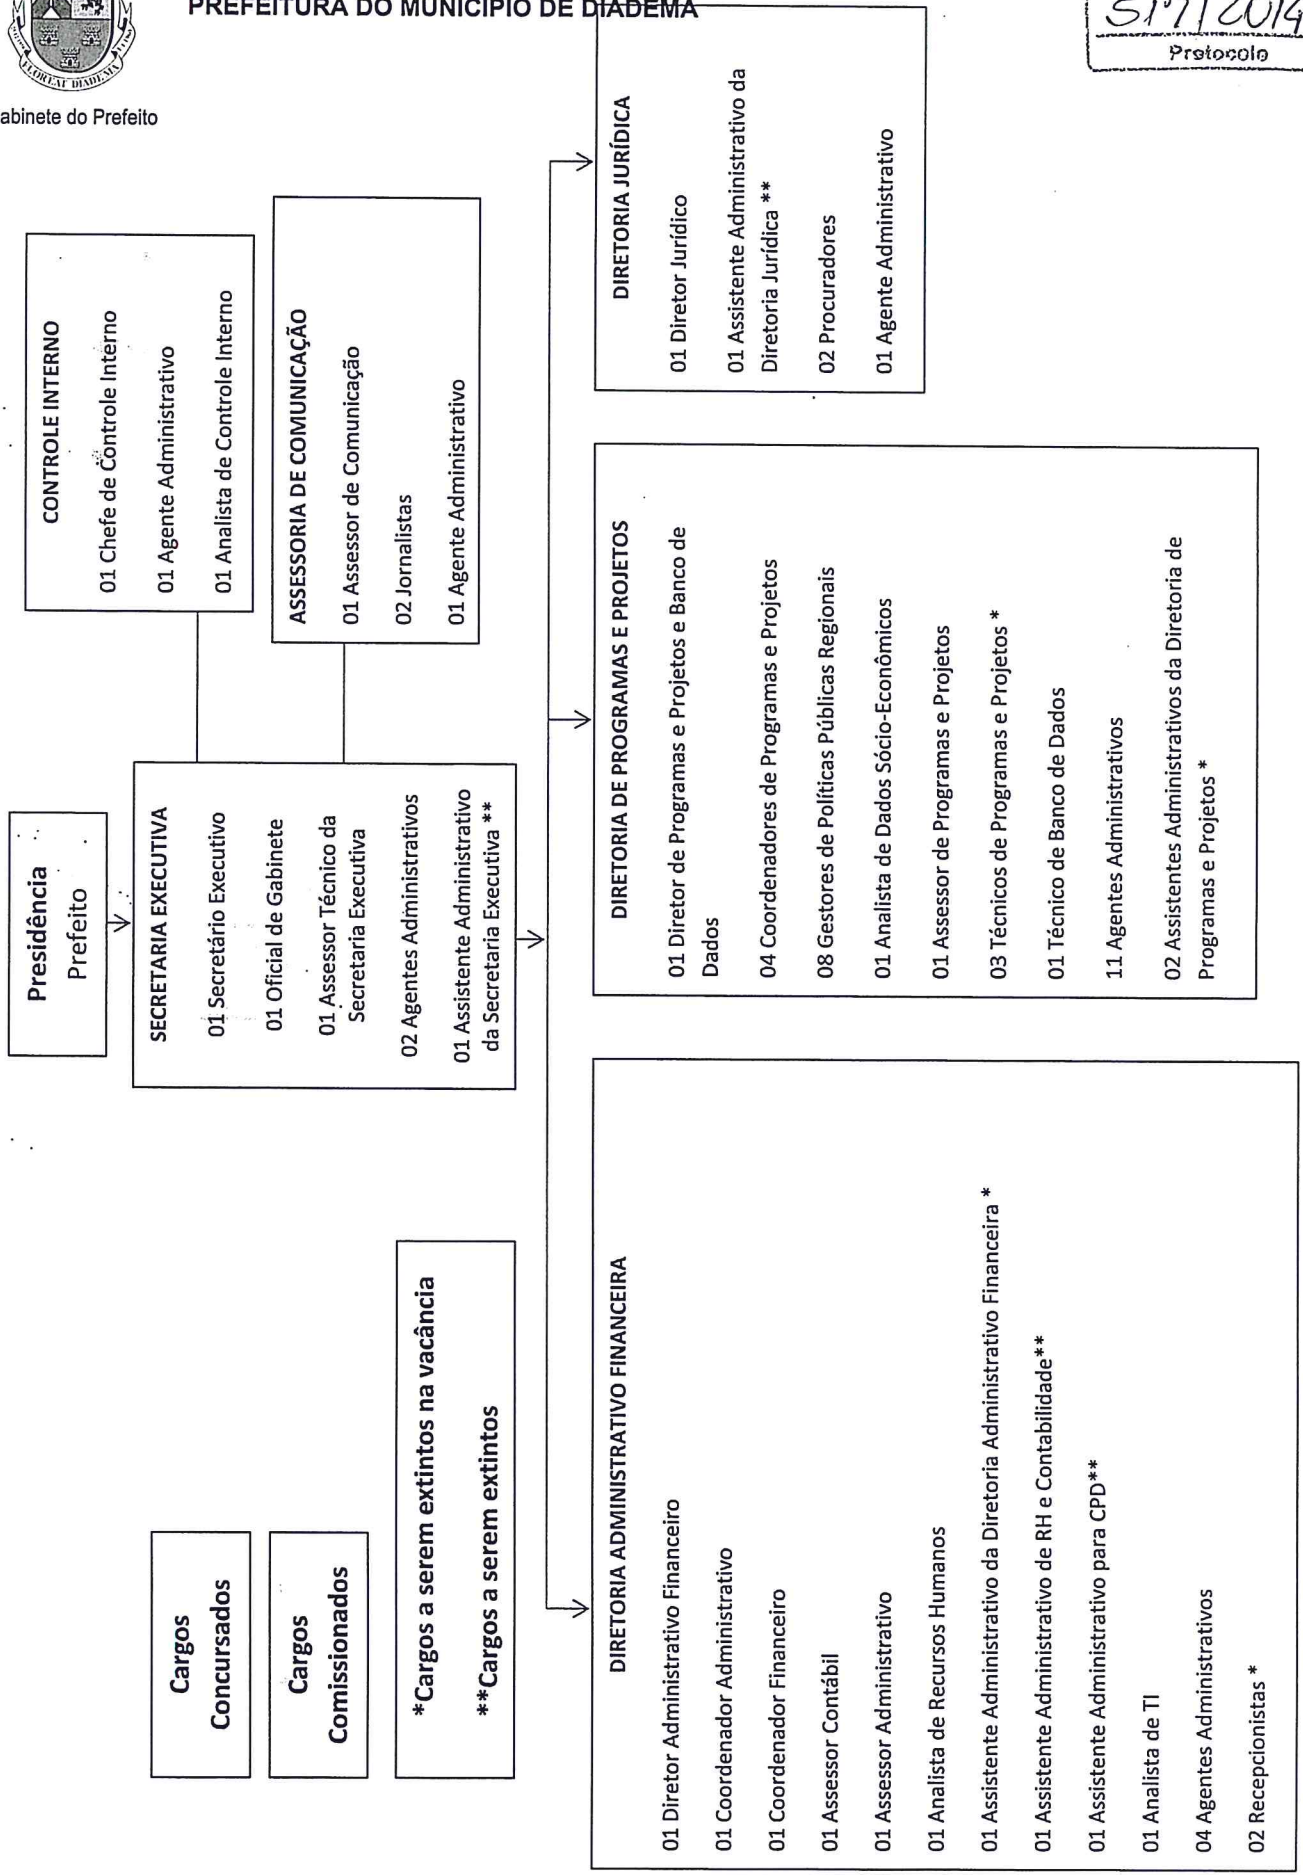 PREFEITURA DO MUNICÍPIO DE DIADEMA
FLOREAT DIADEMA
abinete do Prefeito
Protocolo
Presidência
Prefeito
SECRETARIA EXECUTIVA
01 Secretário Executivo
01 Oficial de Gabinete
01 Assessor Técnico da
Secretaria Executiva
02 Agentes Administrativos
01 Assistente Administrativo
da Secretaria Executiva **
CONTROLE INTERNO
01 Chefe de Controle Interno
01 Agente Administrativo
01 Analista de Controle Interno
ASSESSORIA DE COMUNICAÇÃO
01 Assessor de Comunicação
02 Jornalistas
01 Agente Administrativo
Cargos
Concursados
Cargos
Comissionados
*Cargos a serem extintos na vacância
**Cargos a serem extintos
DIRETORIA ADMINISTRATIVO FINANCEIRA
01 Diretor Administrativo Financeiro
01 Coordenador Administrativo
01 Coordenador Financeiro
01 Assessor Contábil
01 Assessor Administrativo
01 Analista de Recursos Humanos
01 Assistente Administrativo da Diretoria Administrativo Financeira *
01 Assistente Administrativo de RH e Contabilidade**
01 Assistente Administrativo para CPD**
01 Analista de TI
04 Agentes Administrativos
02 Recepcionistas *
DIRETORIA DE PROGRAMAS E PROJETOS
01 Diretor de Programas e Projetos e Banco de
Dados
04 Coordenadores de Programas e Projetos
08 Gestores de Políticas Públicas Regionais
01 Analista de Dados Sócio-Econômicos
01 Assessor de Programas e Projetos
03 Técnicos de Programas e Projetos *
01 Técnico de Banco de Dados
11 Agentes Administrativos
02 Assistentes Administrativos da Diretoria de
Programas e Projetos *
DIRETORIA JURÍDICA
01 Diretor Jurídico
01 Assistente Administrativo da
Diretoria Jurídica **
02 Procuradores
01 Agente Administrativo